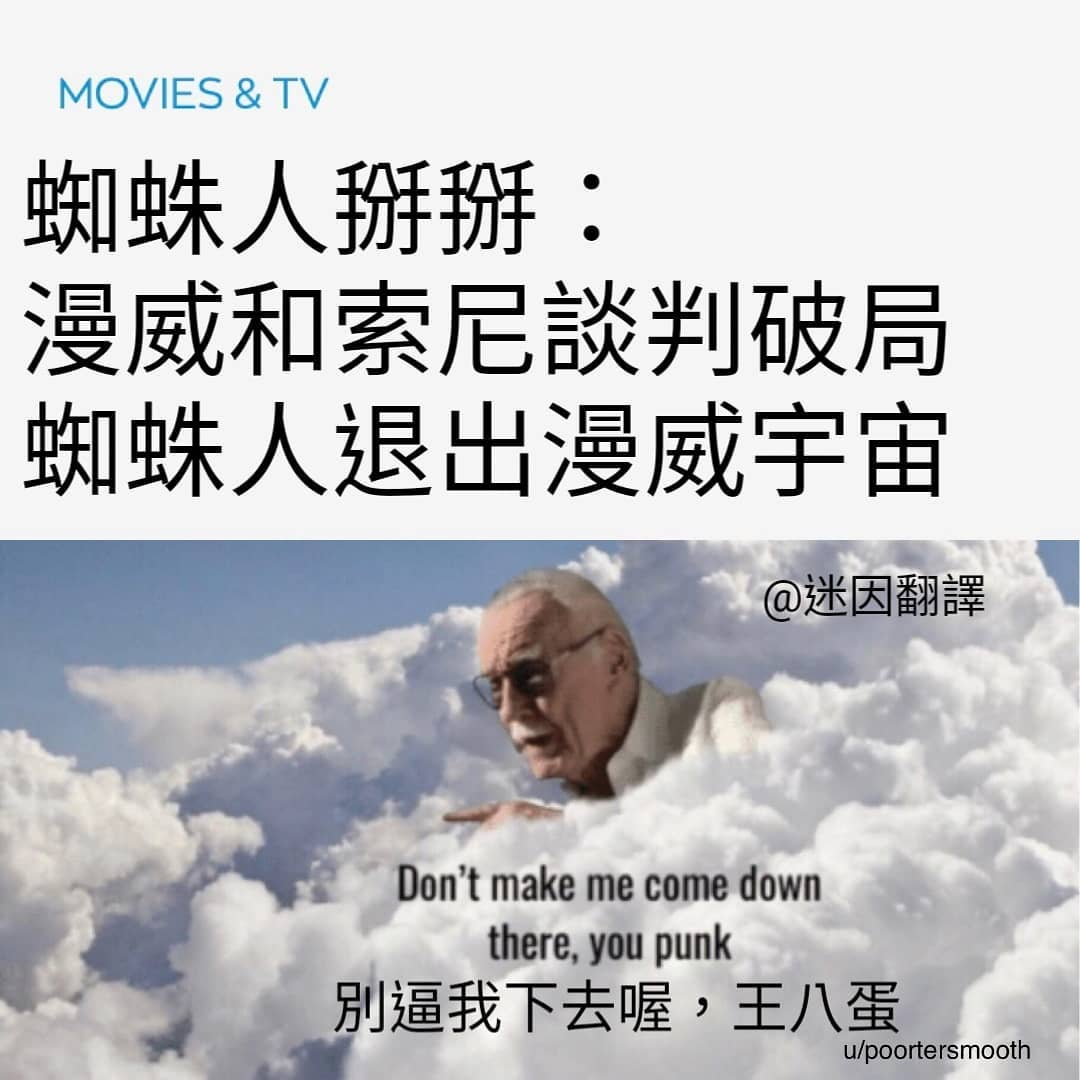 MOVIES & TV
蜘蛛人掰掰：
漫威和索尼談判破局
蜘蛛人退出漫威宇宙
@迷因翻譯
Don't make me come down
there, you punk
別逼我下去喔，王八蛋
u/poortersmooth